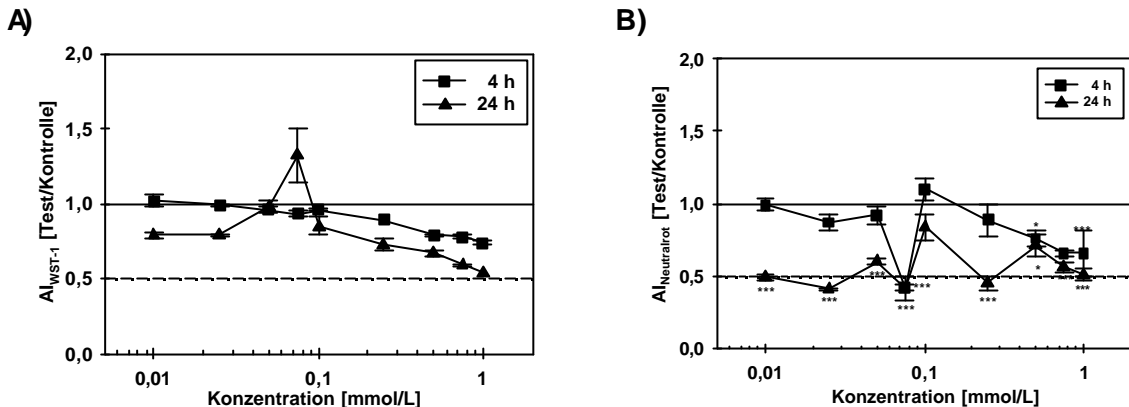 A)
AI_WST-1 [Test/Kontrolle]
2,0
1,5
1,0
0,5
0,0
4 h
24 h
0,01
0,1
1
Konzentration [mmol/L]
B)
AI_Neutralrot [Test/Kontrolle]
2,0
1,5
1,0
0,5
0,0
4 h
24 h
***
***
***
***
***
***
*
*
***
***
0,01
0,1
1
Konzentration [mmol/L]